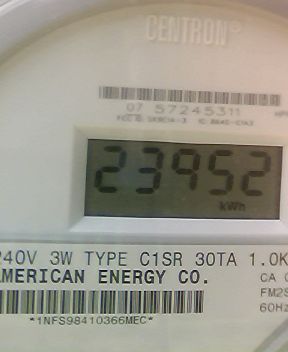 CENTRON®
07 57245311
23952
kWh
240V 3W TYPE C1SR 30TA 1.0K
AMERICAN ENERGY CO.
CA
FM2S
60Hz
*1NFS98410366MEC*